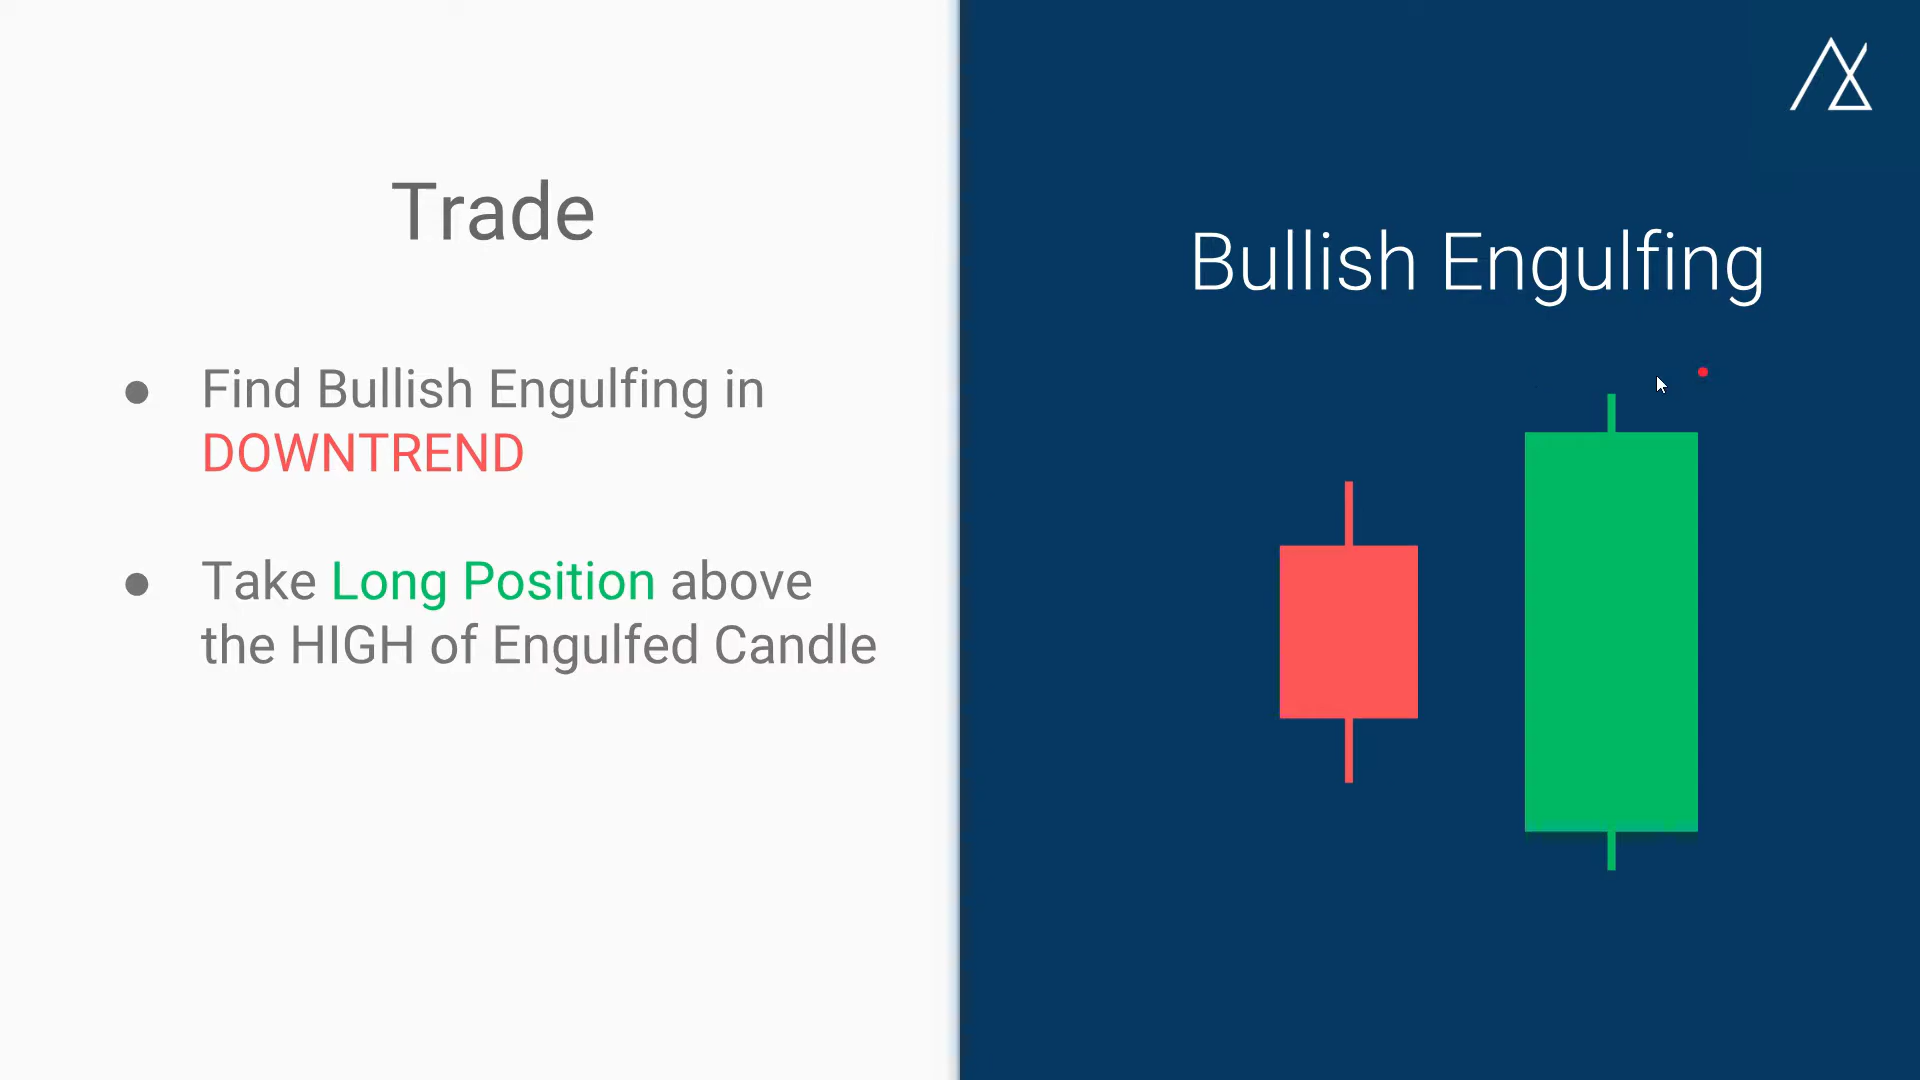 Trade
● Find Bullish Engulfing in
DOWNTREND
● Take Long Position above
the HIGH of Engulfed Candle
Bullish Engulfing